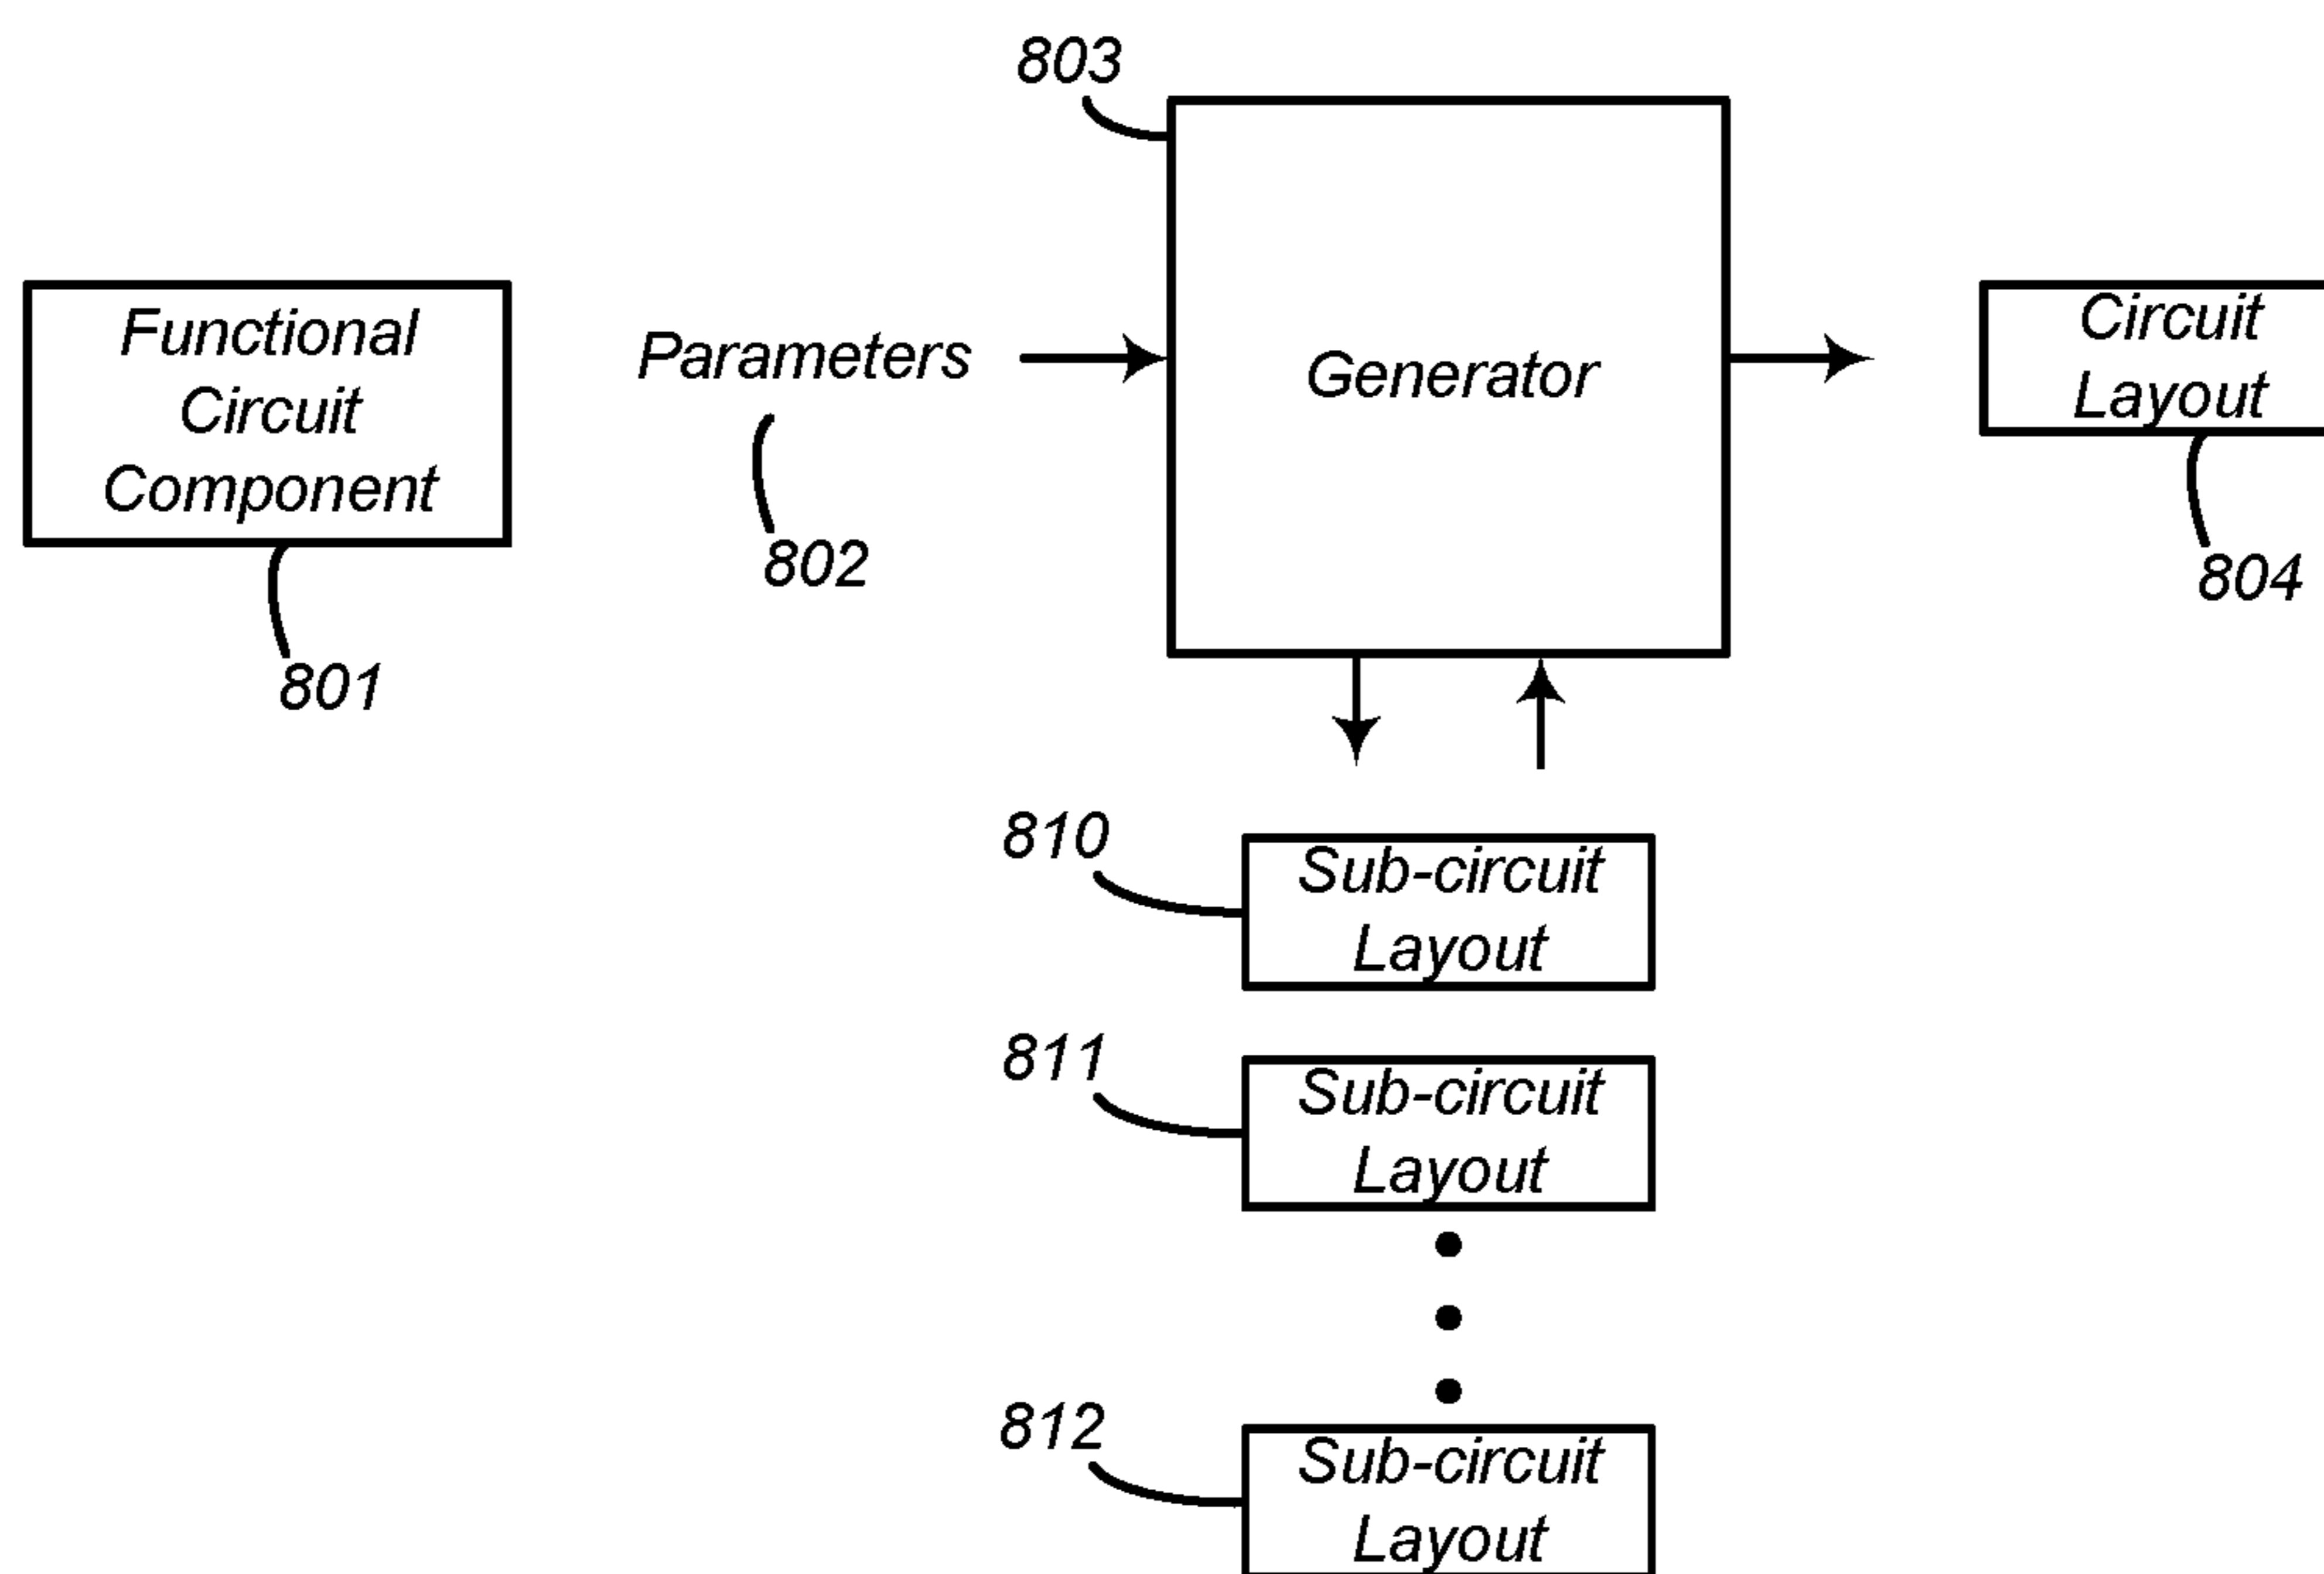 803
Functional
Circuit
Component
801
Parameters
802
Generator
Circuit
Layout
804
810
Sub-circuit
Layout
811
Sub-circuit
Layout
812
Sub-circuit
Layout